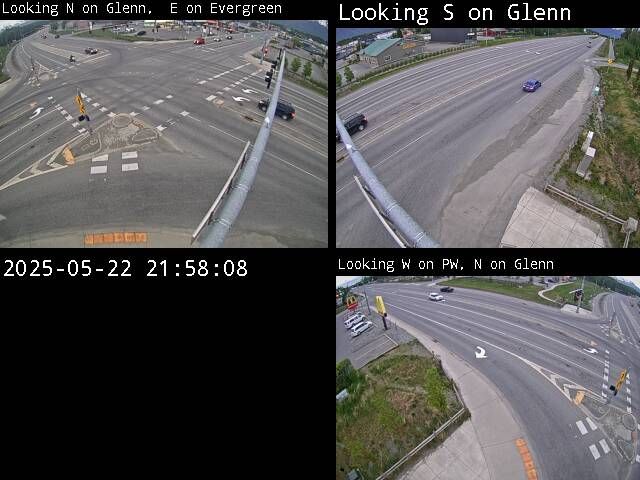 Looking N on Glenn,  E on Evergreen
Looking S on Glenn
2025-05-22 21:58:08
Looking W on PW, N on Glenn